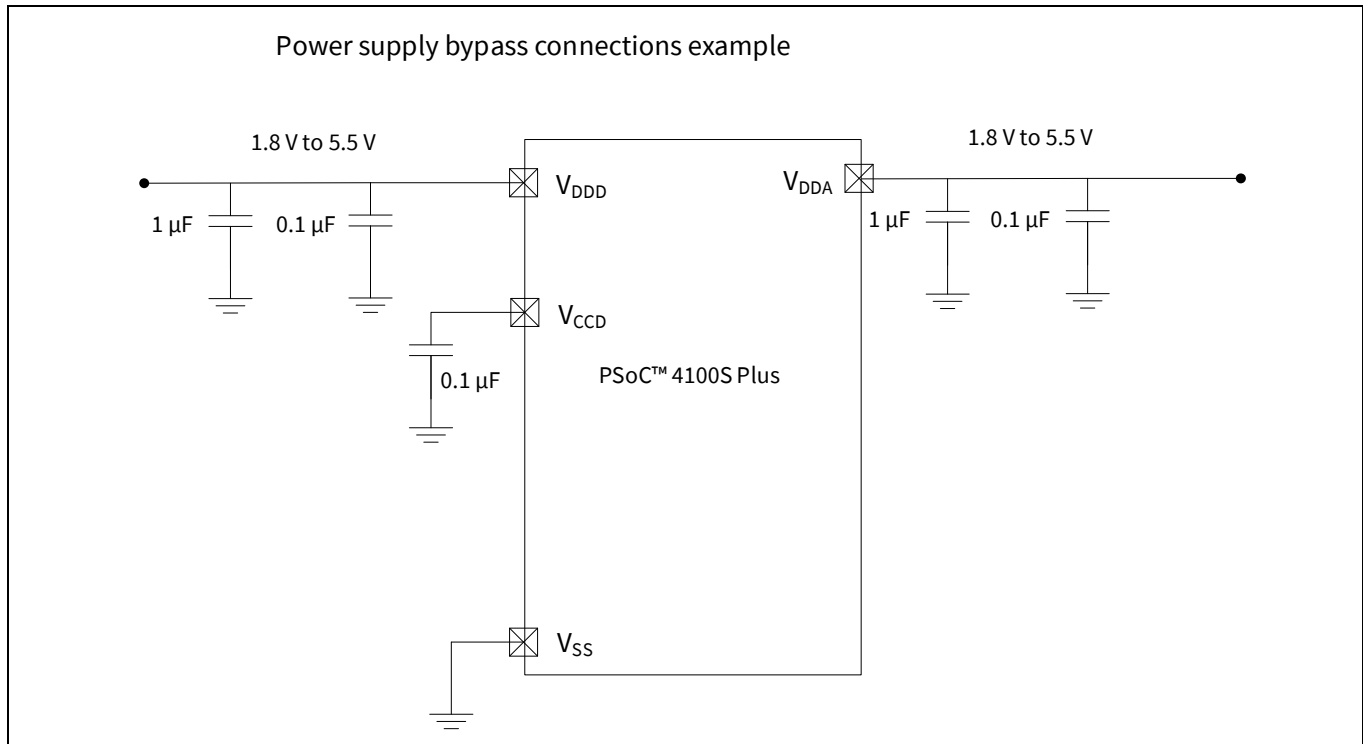 Power supply bypass connections example
1.8 V to 5.5 V
1.8 V to 5.5 V
VDDD
VDDA
1 µF
0.1 µF
1 µF
0.1 µF
VCCD
0.1 µF
PSoC™ 4100S Plus
VSS